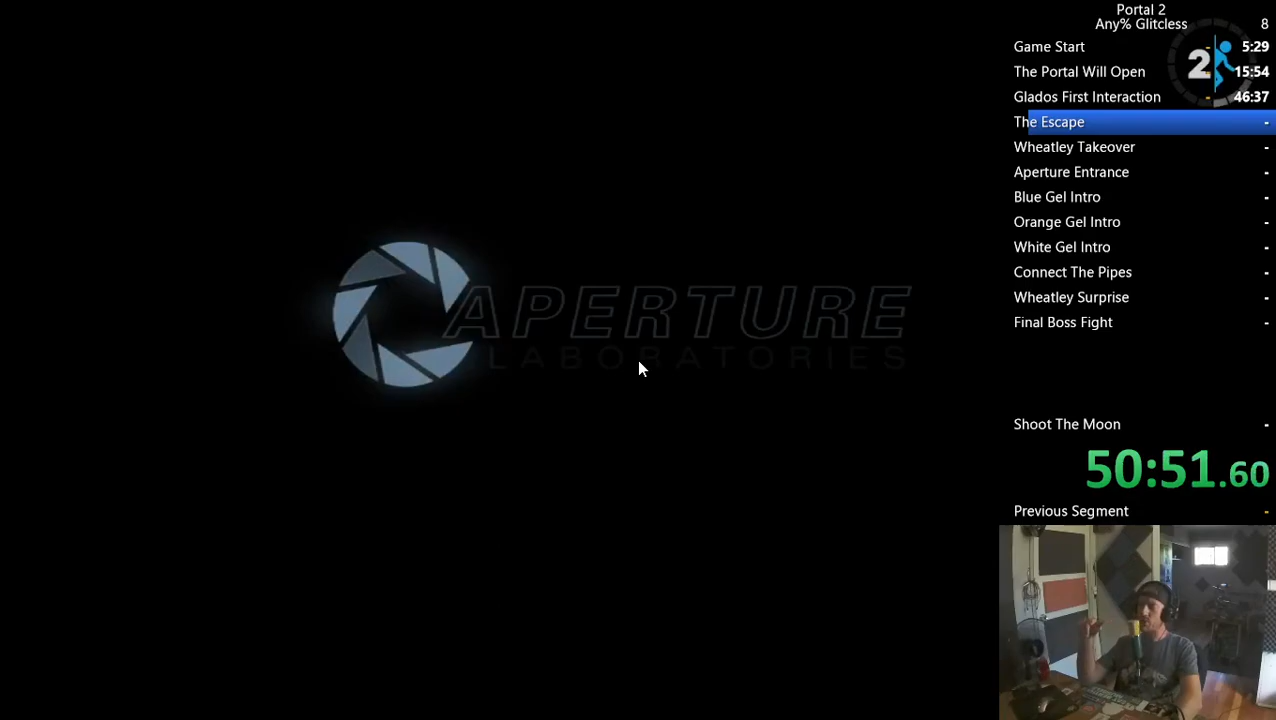 Portal 2
Any% Glitcless 8
Game Start - 5:29
The Portal Will Open - 15:54
Glados First Interaction - 46:37
The Escape -
Wheatley Takeover -
Aperture Entrance -
Blue Gel Intro -
Orange Gel Intro -
White Gel Intro -
Connect The Pipes -
Wheatley Surprise -
Final Boss Fight -
Shoot The Moon -
50:51.60
Previous Segment -
2
APERTURE
LABORATORIES